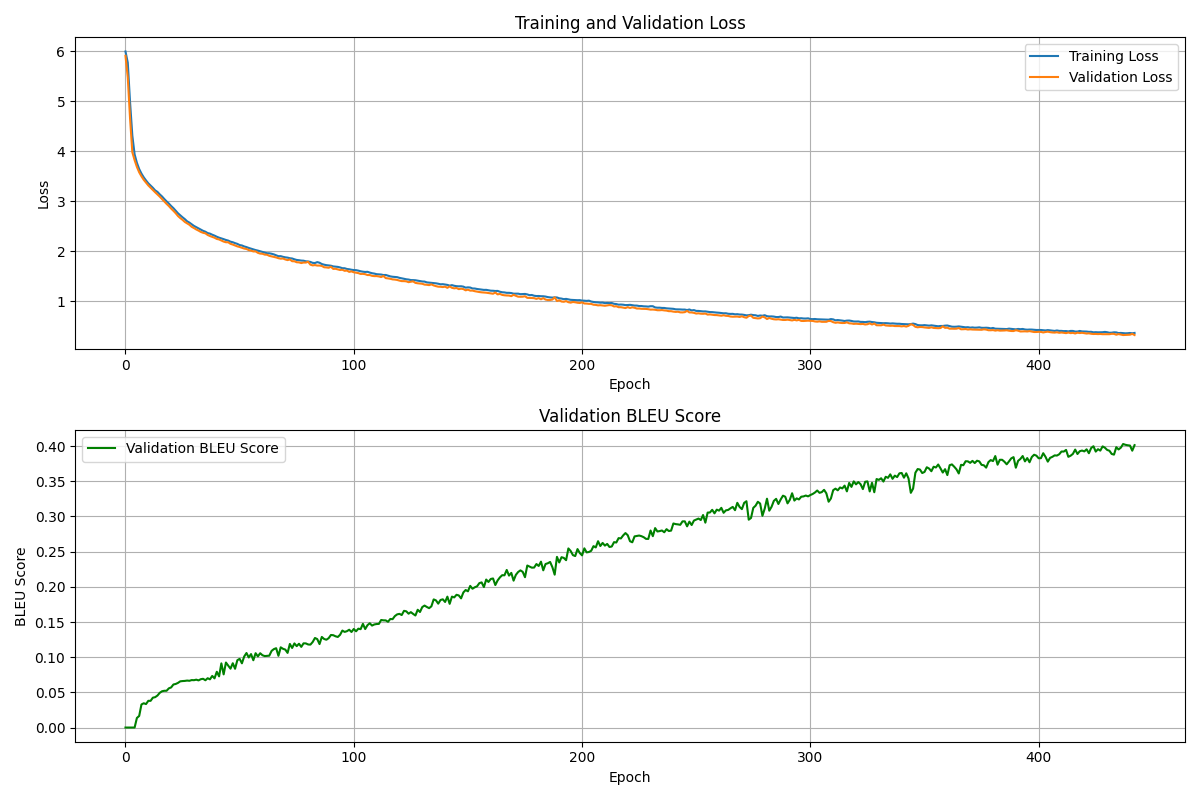 Training and Validation Loss
Loss
6
5
4
3
2
1
Training Loss
Validation Loss
0 100 200 300 400
Epoch
Validation BLEU Score
BLEU Score
0.40
0.35
0.30
0.25
0.20
0.15
0.10
0.05
0.00
Validation BLEU Score
0 100 200 300 400
Epoch